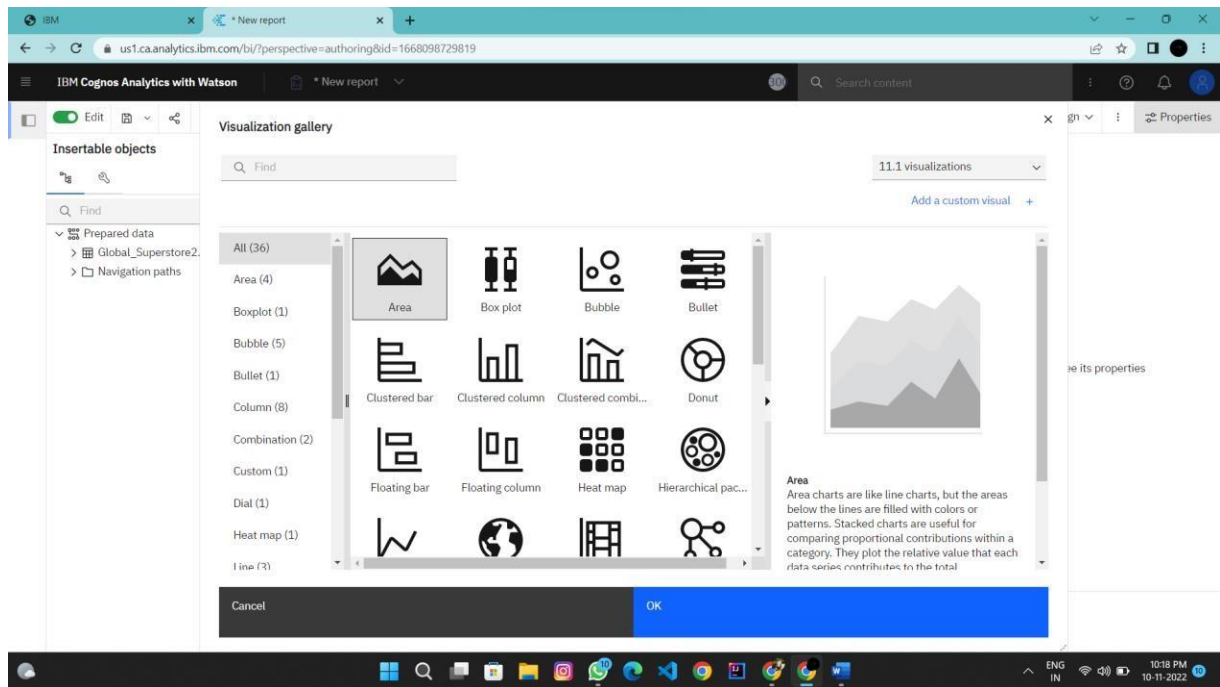 IBM
* New report
us1.ca.analytics.ibm.com/bi/?perspective=authoring&id=1668098729819
IBM Cognos Analytics with Watson
* New report
Search content
Edit
gn
Properties
Insertable objects
Find
Prepared data
Global_Superstore2.
Navigation paths
Visualization gallery
Find
11.1 visualizations
Add a custom visual +
All (36)
Area (4)
Boxplot (1)
Bubble (5)
Bullet (1)
Column (8)
Combination (2)
Custom (1)
Dial (1)
Heat map (1)
Line (3)
Area
Box plot
Bubble
Bullet
Clustered bar
Clustered column
Clustered combi...
Donut
Floating bar
Floating column
Heat map
Hierarchical pac...
Area
Area charts are like line charts, but the areas
below the lines are filled with colors or
patterns. Stacked charts are useful for
comparing proportional contributions within a
category. They plot the relative value that each
data series contributes to the total
ee its properties
Cancel
OK
10
ENG
IN
10:18 PM
10-11-2022
10